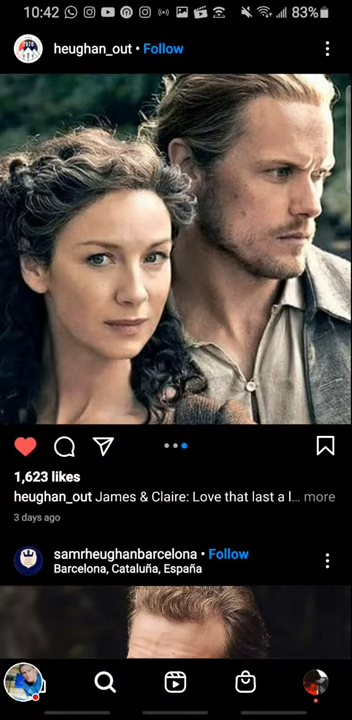 10:42 83%
heughan_out • Follow
1,623 likes
heughan_out James & Claire: Love that last a l... more
3 days ago
samrheughanbarcelona • Follow
Barcelona, Cataluña, España